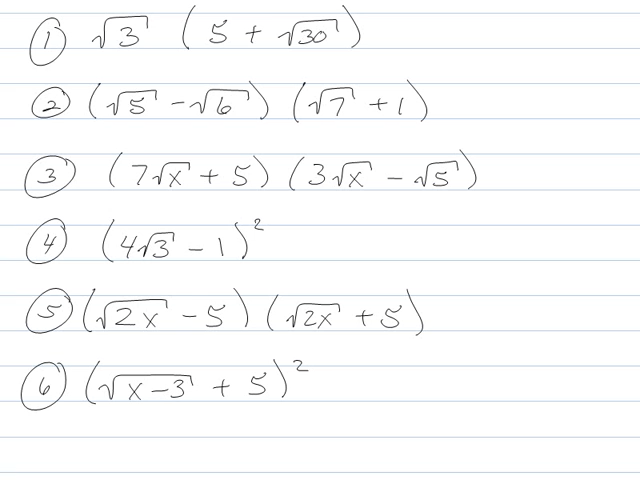 ① √3 (5 + √30)
② (√5 - √6) (√7 + 1)
③ (7√x + 5) (3√x - √5)
④ (4√3 - 1)²
⑤ (√2x - 5) (√2x + 5)
⑥ (√x-3 + 5)²